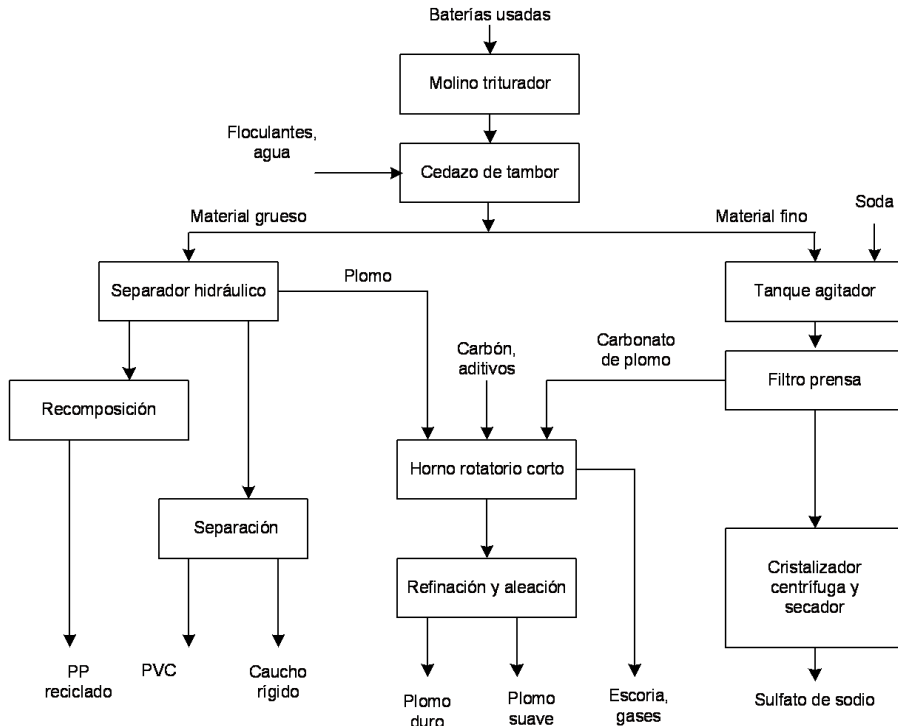 Baterías usadas
Molino triturador
Floculantes,
agua
Cedazo de tambor
Material grueso
Material fino
Soda
Separador hidráulico
Plomo
Tanque agitador
Carbón,
aditivos
Carbonato
de plomo
Filtro prensa
Recomposición
Horno rotatorio corto
Separación
Refinación y aleación
Cristalizador
centrífuga y
secador
PP
reciclado
PVC
Caucho
rígido
Plomo
duro
Plomo
suave
Escoria,
gases
Sulfato de sodio